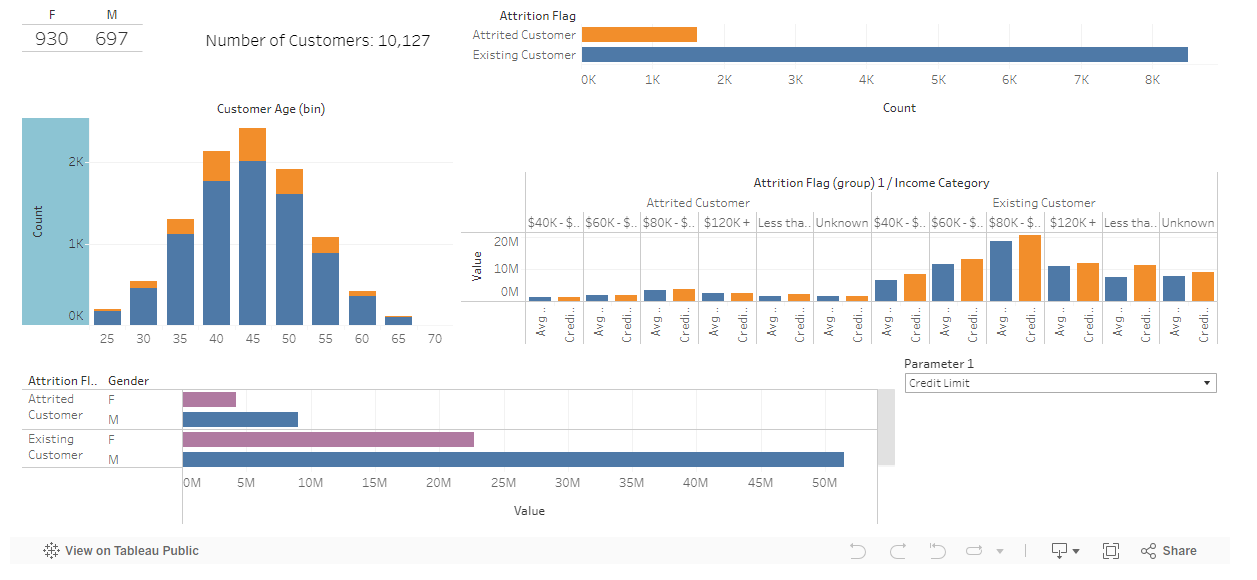 F M
930 697
Number of Customers: 10,127
Attrition Flag
Attrited Customer
Existing Customer
0K 1K 2K 3K 4K 5K 6K 7K 8K
Count
Customer Age (bin)
Count
2K
1K
0K
25 30 35 40 45 50 55 60 65 70
Attrition Flag (group) 1 / Income Category
Attrited Customer Existing Customer
$40K - $.. $60K - $.. $80K - $.. $120K + Less tha.. Unknown $40K - $.. $60K - $.. $80K - $.. $120K + Less tha.. Unknown
Value
20M
10M
0M
Avg .. Credi.. Avg .. Credi.. Avg .. Credi.. Avg .. Credi.. Avg .. Credi.. Avg .. Credi.. Avg .. Credi.. Avg .. Credi.. Avg .. Credi.. Avg .. Credi.. Avg .. Credi.. Avg .. Credi..
Parameter 1
Credit Limit
Attrition Fl.. Gender
Attrited Customer
F
M
Existing Customer
F
M
0M 5M 10M 15M 20M 25M 30M 35M 40M 45M 50M
Value
View on Tableau Public
Share